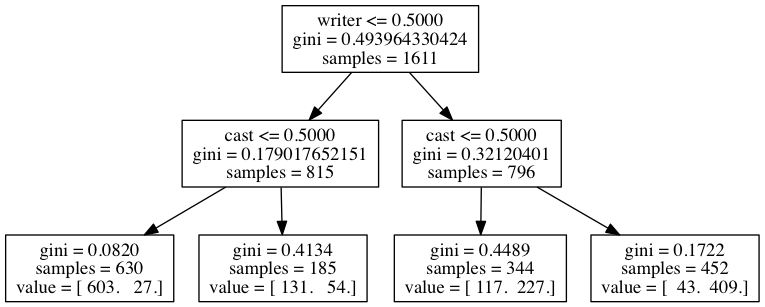 writer <= 0.5000
gini = 0.493964330424
samples = 1611
cast <= 0.5000
gini = 0.179017652151
samples = 815
cast <= 0.5000
gini = 0.32120401
samples = 796
gini = 0.0820
samples = 630
value = [ 603. 27.]
gini = 0.4134
samples = 185
value = [ 131. 54.]
gini = 0.4489
samples = 344
value = [ 117. 227.]
gini = 0.1722
samples = 452
value = [ 43. 409.]